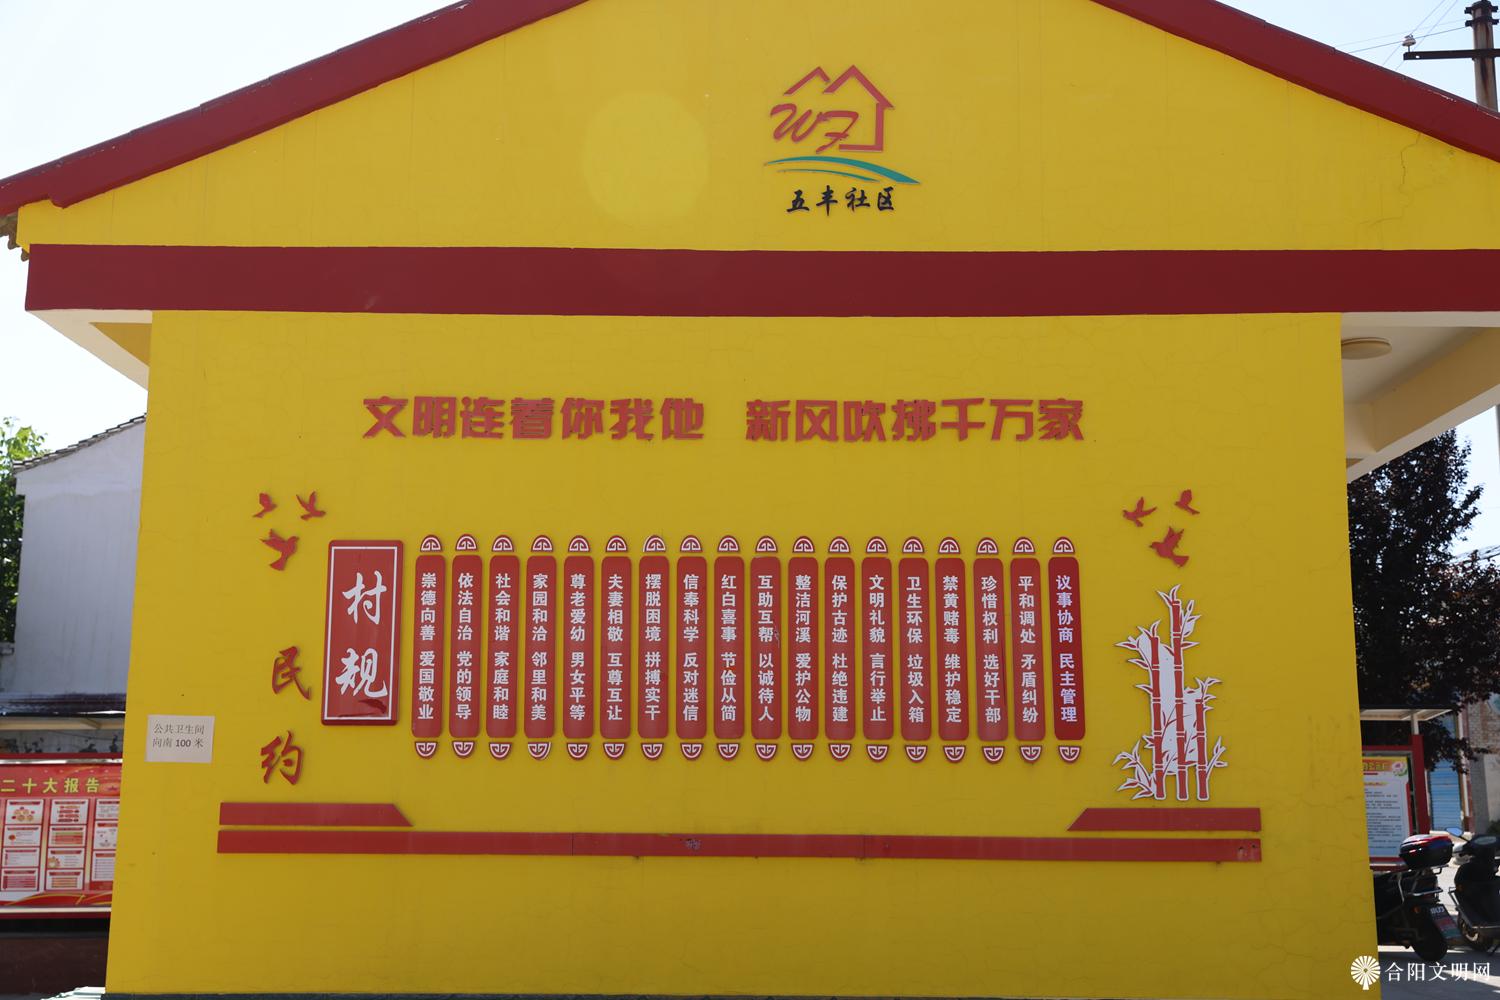 五丰社区
文明连着你我他 新风吹拂千万家
村规
民约
崇德向善 爱国敬业
依法自治 党的领导
社会和谐 家庭和睦
家园和洽 邻里和美
尊老爱幼 男女平等
夫妻相敬 互尊互让
摆脱困境 拼搏实干
信奉科学 反对迷信
红白喜事 节俭从简
互助互帮 以诚待人
整洁河溪 爱护公物
保护古迹 杜绝违建
文明礼貌 言行举止
卫生环保 垃圾入箱
禁黄赌毒 维护稳定
珍惜权利 选好干部
平和调处 矛盾纠纷
议事协商 民主管理
公共卫生间
向南 100 米
二十大报告
合阳文明网